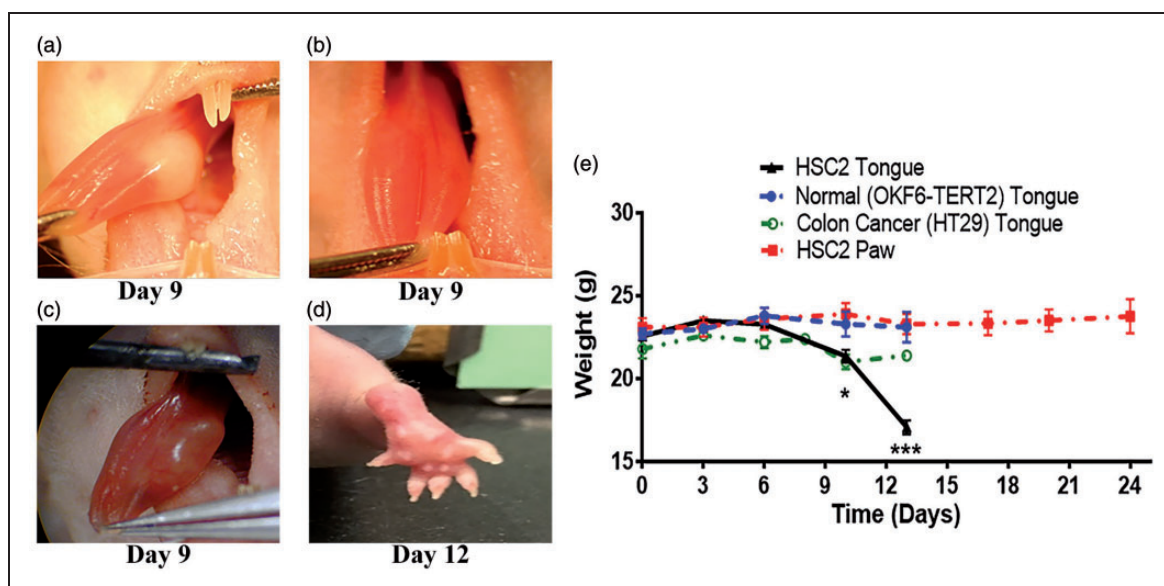 (a)
(b)
Day 9
Day 9
(c)
(d)
Day 9
Day 12
(e)
HSC2 Tongue
Normal (OKF6-TERT2) Tongue
Colon Cancer (HT29) Tongue
HSC2 Paw
Weight (g)
30
25
20
15
*
***
0 3 6 9 12 15 18 21 24
Time (Days)